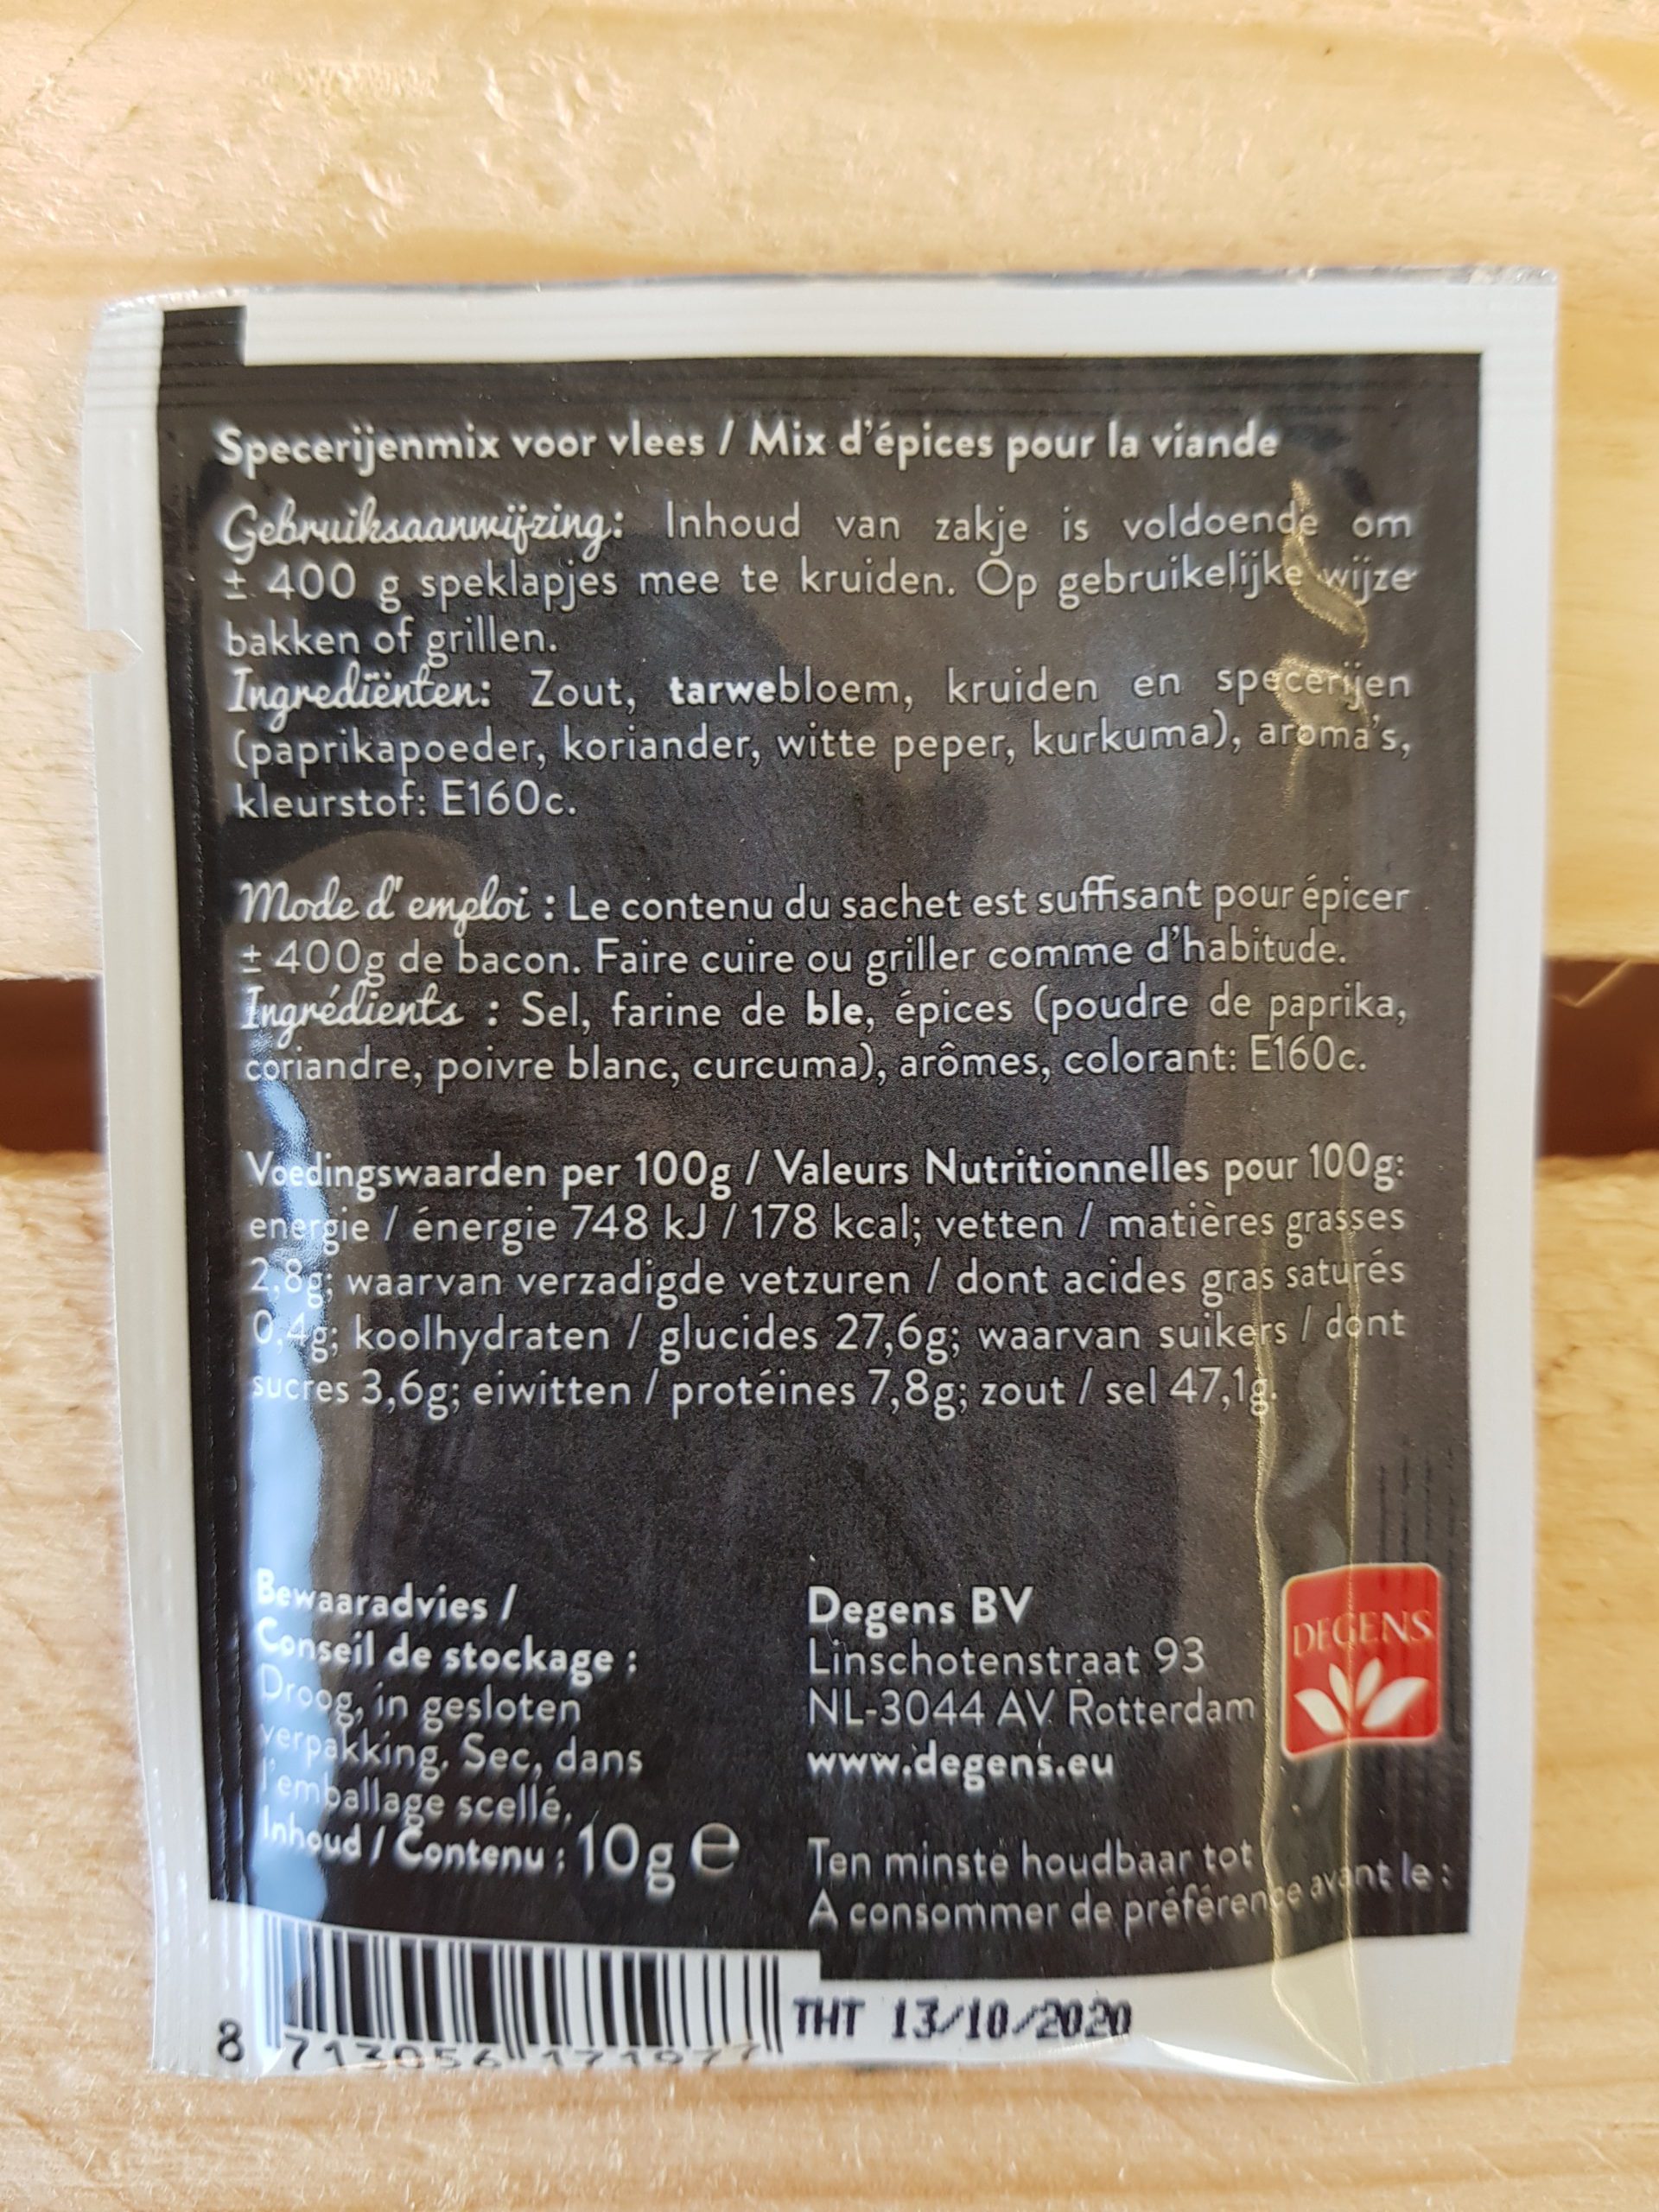 Specerijenmix voor vlees / Mix d'épices pour la viande
Gebruiksaanwijzing: Inhoud van zakje is voldoende om
± 400 g speklapjes mee te kruiden. Op gebruikelijke wijze
bakken of grillen.
Ingrediënten: Zout, tarwebloem, kruiden en specerijen
(paprikapoeder, koriander, witte peper, kurkuma), aroma's,
kleurstof: E160c.
Mode d'emploi : Le contenu du sachet est suffisant pour épicer
± 400g de bacon. Faire cuire ou griller comme d'habitude.
Ingrédients : Sel, farine de ble, épices (poudre de paprika,
coriandre, poivre blanc, curcuma), arômes, colorant: E160c.
Voedingswaarden per 100g / Valeurs Nutritionnelles pour 100g:
energie / énergie 748 kJ / 178 kcal; vetten / matières grasses
2,8g; waarvan verzadigde vetzuren / dont acides gras saturés
0,4g; koolhydraten / glucides 27,6g; waarvan suikers / dont
sucres 3,6g; eiwitten / protéines 7,8g; zout / sel 47,1g.
Bewaaradvies /
Conseil de stockage :
Droog, in gesloten
verpakking. Sec, dans
l'emballage scellé.
Inhoud / Contenu : 10g e
Degens BV
Linschotenstraat 93
NL-3044 AV Rotterdam
www.degens.eu
DEGENS
Ten minste houdbaar tot
A consommer de préférence avant le :
THT 13/10/2020
8 713056 171977